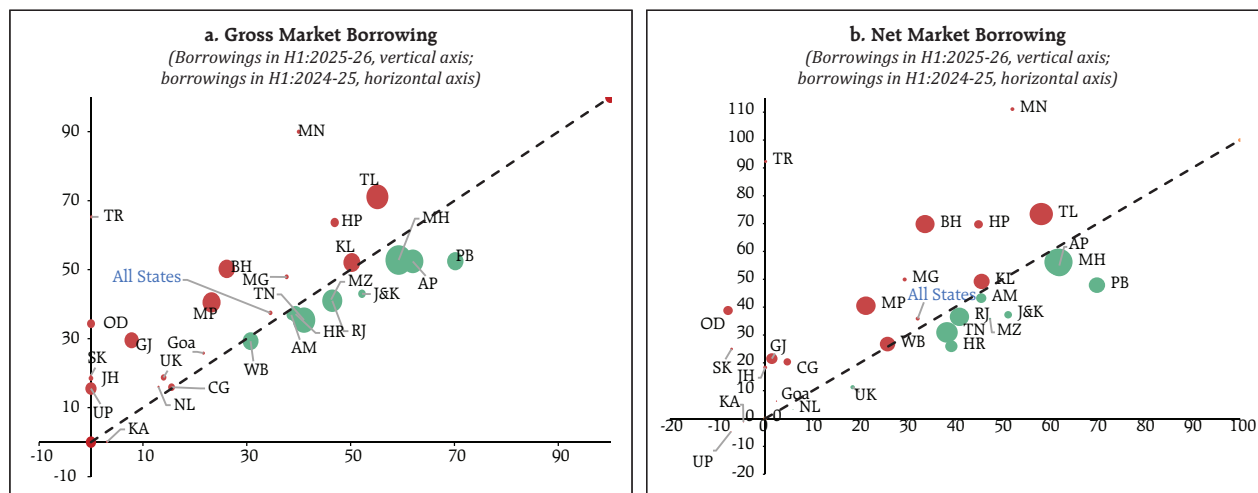 a. Gross Market Borrowing
(Borrowings in H1:2025-26, vertical axis;
borrowings in H1:2024-25, horizontal axis)
90
70
50
30
10
-10
-10
10
30
50
70
MN
TL
TR
HP
MH
KL
PB
BH
All States
MG
MZ
AP
TN
J&K
MP
OD
HR
RJ
GJ
AM
Goa
WB
SK
UK
JH
CG
UP
NL
KA
b. Net Market Borrowing
(Borrowings in H1:2025-26, vertical axis;
borrowings in H1:2024-25, horizontal axis)
110
100
90
80
70
60
50
40
30
20
10
0
-10
-20
-20
-10
10
20
30
40
50
60
70
80
90
100
MN
TR
BH
HP
TL
AP
MH
MG
KL
PB
All States
AM
MP
OD
RJ
J&K
TN
MZ
WB
HR
GJ
SK
CG
JH
KA
Goa
UK
NL
UP